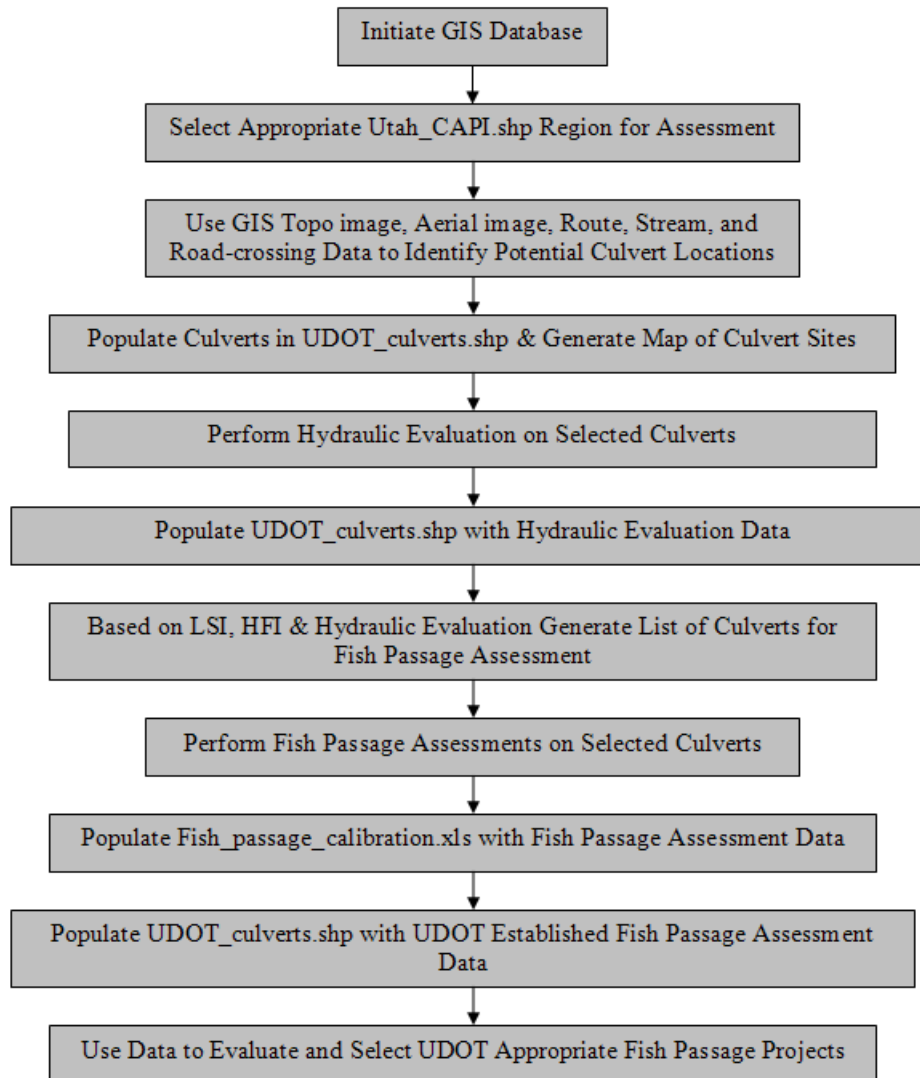 Initiate GIS Database
Select Appropriate Utah_CAPI.shp Region for Assessment
Use GIS Topo image, Aerial image, Route, Stream, and
Road-crossing Data to Identify Potential Culvert Locations
Populate Culverts in UDOT_culverts.shp & Generate Map of Culvert Sites
Perform Hydraulic Evaluation on Selected Culverts
Populate UDOT_culverts.shp with Hydraulic Evaluation Data
Based on LSI, HFI & Hydraulic Evaluation Generate List of Culverts for
Fish Passage Assessment
Perform Fish Passage Assessments on Selected Culverts
Populate Fish_passage_calibration.xls with Fish Passage Assessment Data
Populate UDOT_culverts.shp with UDOT Established Fish Passage Assessment
Data
Use Data to Evaluate and Select UDOT Appropriate Fish Passage Projects